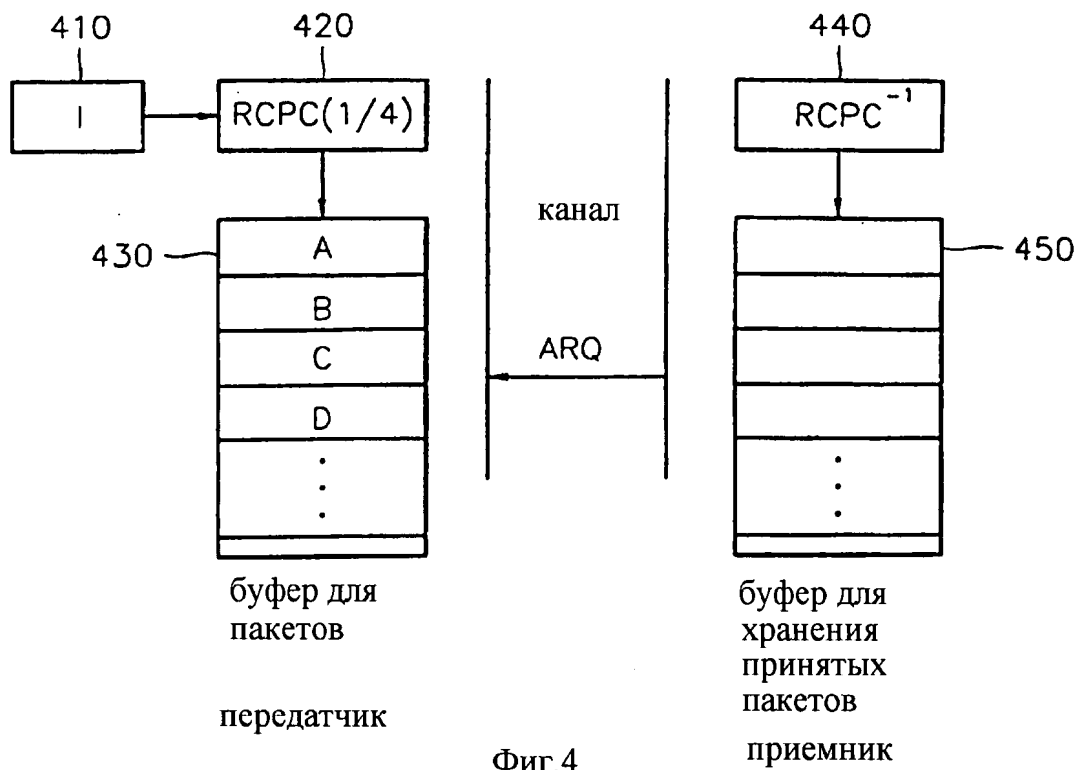 410
420
440
I
RCPC(1/4)
RCPC⁻¹
канал
430
A
450
B
C
ARQ
D
буфер для
пакетов
буфер для
хранения
принятых
пакетов
передатчик
приемник
Фиг 4